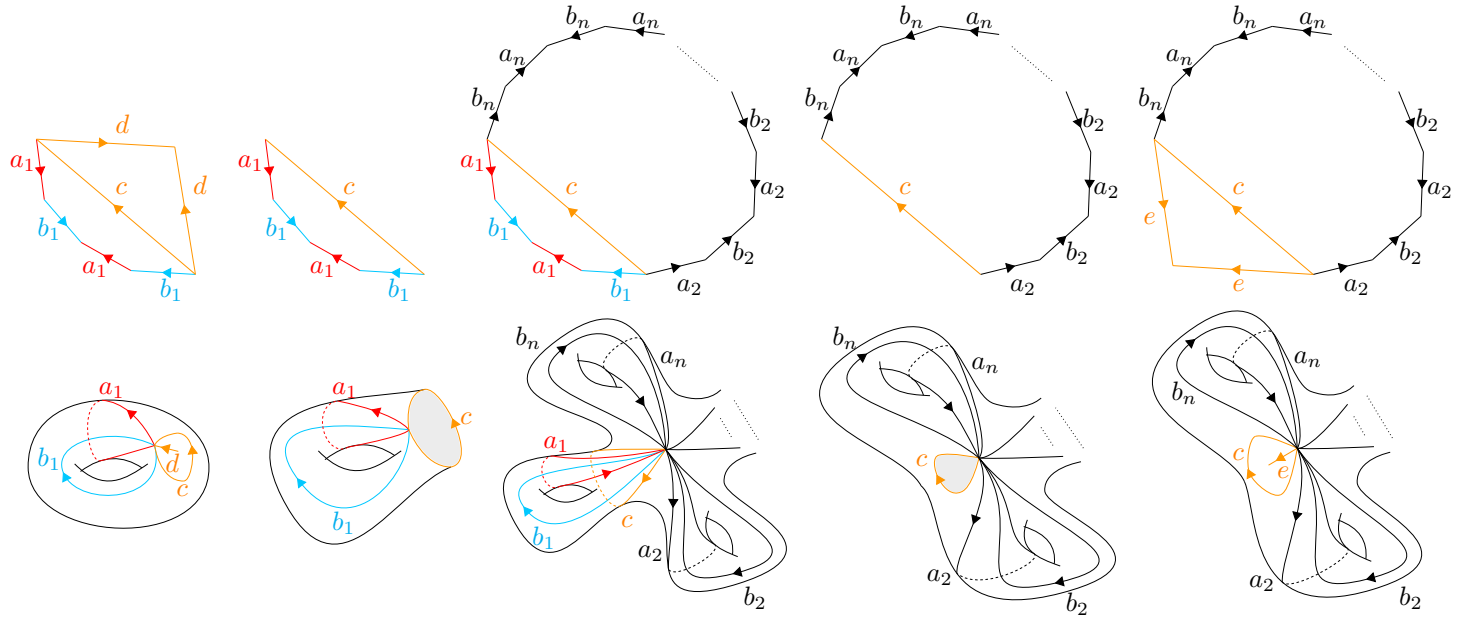 d
a₁
c
d
b₁
a₁
b₁
a₁
c
b₁
a₁
b₁
bₙ
aₙ
aₙ
bₙ
b₂
a₁
c
a₂
b₁
a₁
b₂
b₁
a₂
bₙ
aₙ
aₙ
bₙ
b₂
c
a₂
b₂
a₂
bₙ
aₙ
aₙ
bₙ
b₂
c
a₂
e
b₂
e
a₂
a₁
b₁
d
c
a₁
c
b₁
bₙ
aₙ
a₁
c
b₁
a₂
b₂
bₙ
aₙ
c
a₂
b₂
aₙ
bₙ
c
e
a₂
b₂